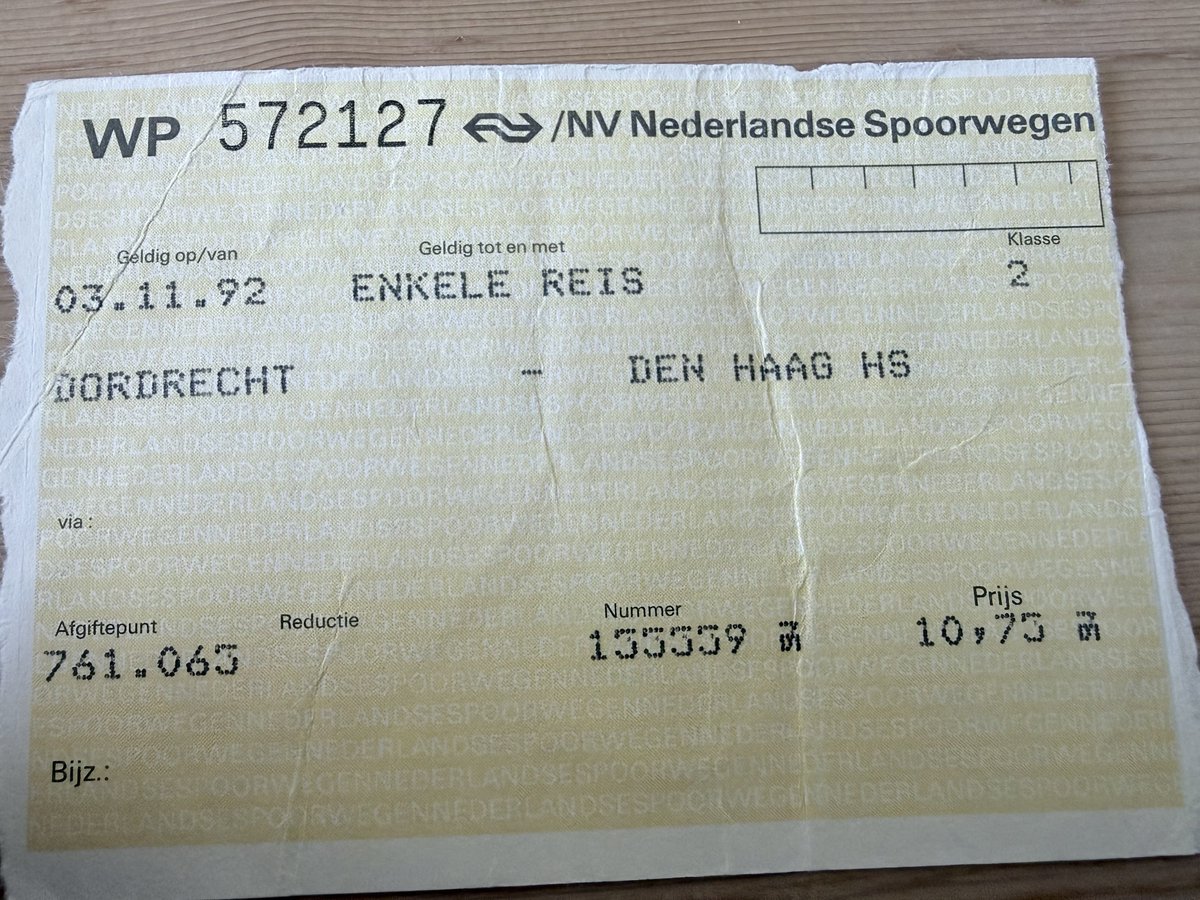 WP 572127 /NV Nederlandse Spoorwegen
Geldig op/van Geldig tot en met Klasse
03.11.92 ENKELE REIS 2
DORDRECHT - DEN HAAG HS
via :
Afgiftepunt Reductie Nummer Prijs
761.065 10,75
Bijz.: